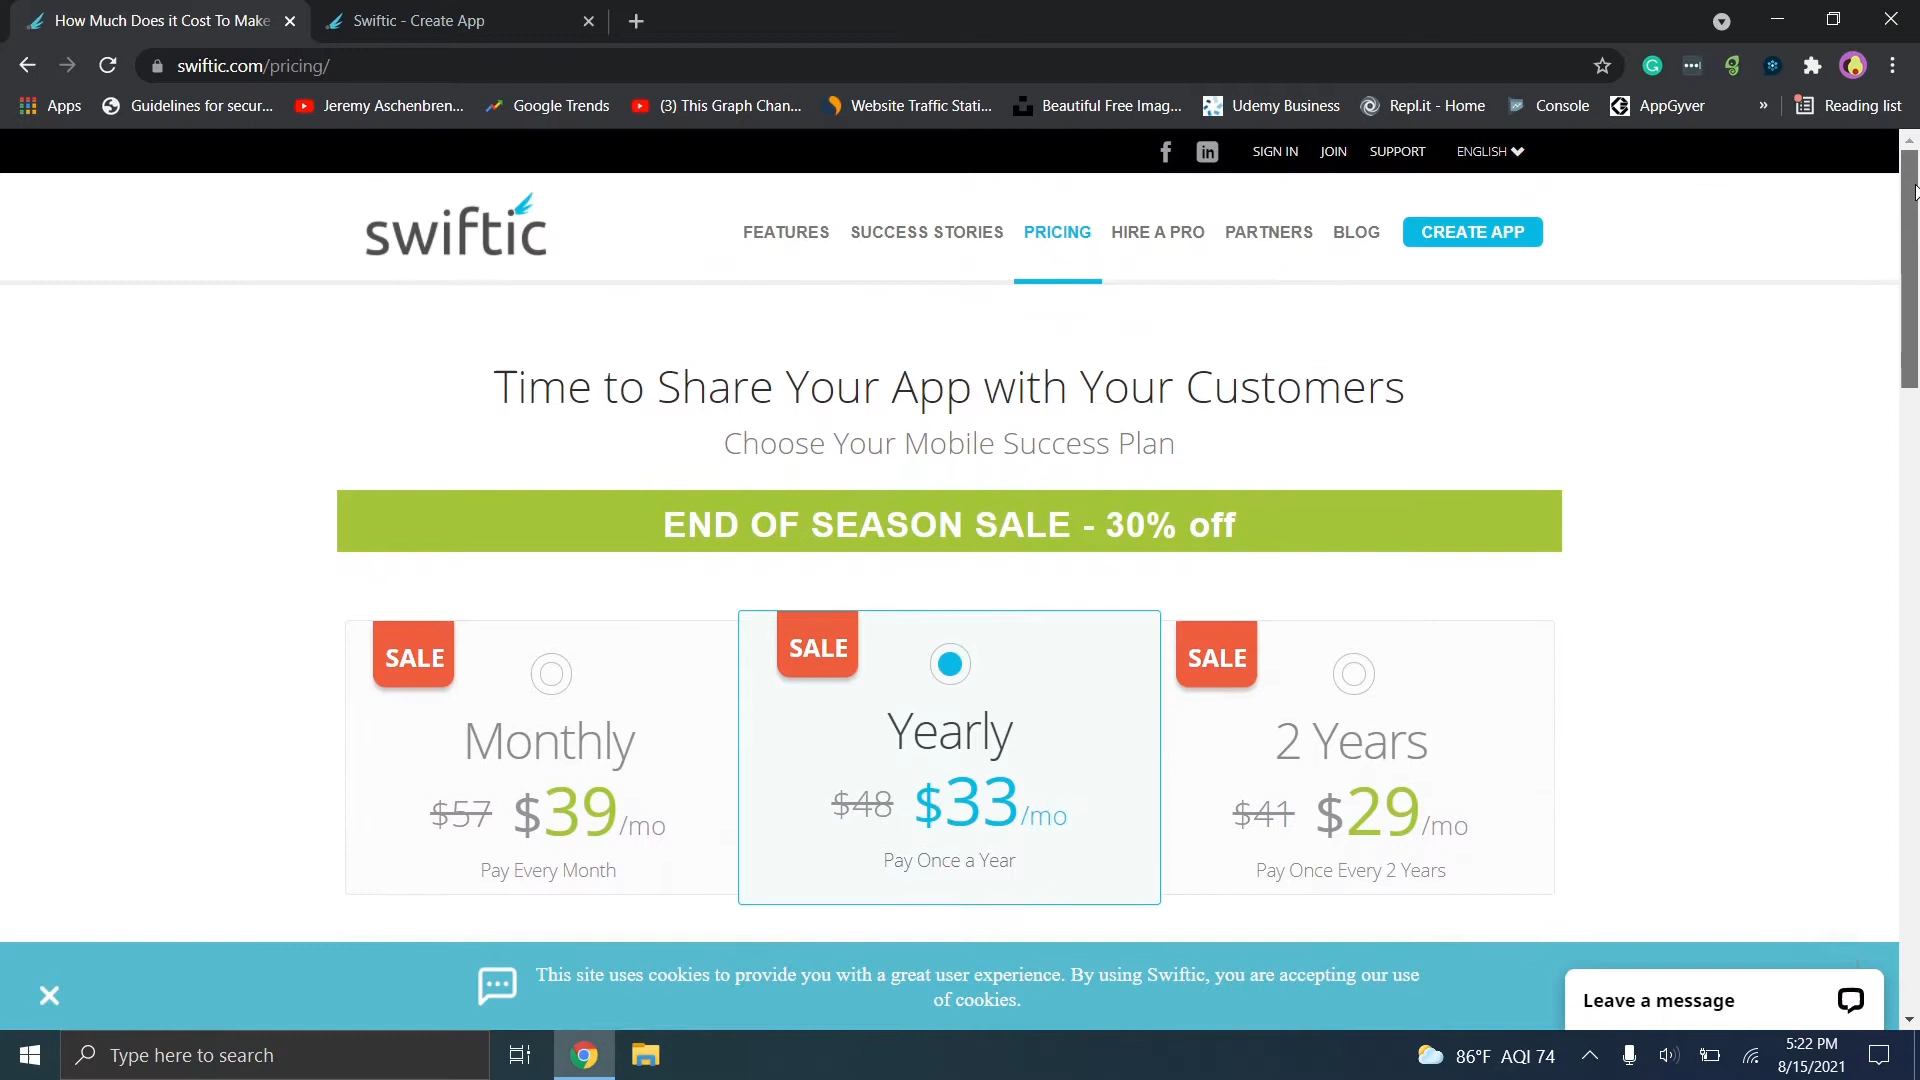 How Much Does it Cost To Make
Swiftic - Create App
swiftic.com/pricing/
Apps
Guidelines for secur...
Jeremy Aschenbren...
Google Trends
(3) This Graph Chan...
Website Traffic Stati...
Beautiful Free Imag...
Udemy Business
Repl.it - Home
Console
AppGyver
»
Reading list
SIGN IN
JOIN
SUPPORT
ENGLISH
swiftic
FEATURES
SUCCESS STORIES
PRICING
HIRE A PRO
PARTNERS
BLOG
CREATE APP
Time to Share Your App with Your Customers
Choose Your Mobile Success Plan
END OF SEASON SALE - 30% off
SALE
Monthly
$57 $39/mo
Pay Every Month
SALE
Yearly
$48 $33/mo
Pay Once a Year
SALE
2 Years
$41 $29/mo
Pay Once Every 2 Years
This site uses cookies to provide you with a great user experience. By using Swiftic, you are accepting our use
of cookies.
Leave a message
Type here to search
86°F AQI 74
5:22 PM
8/15/2021